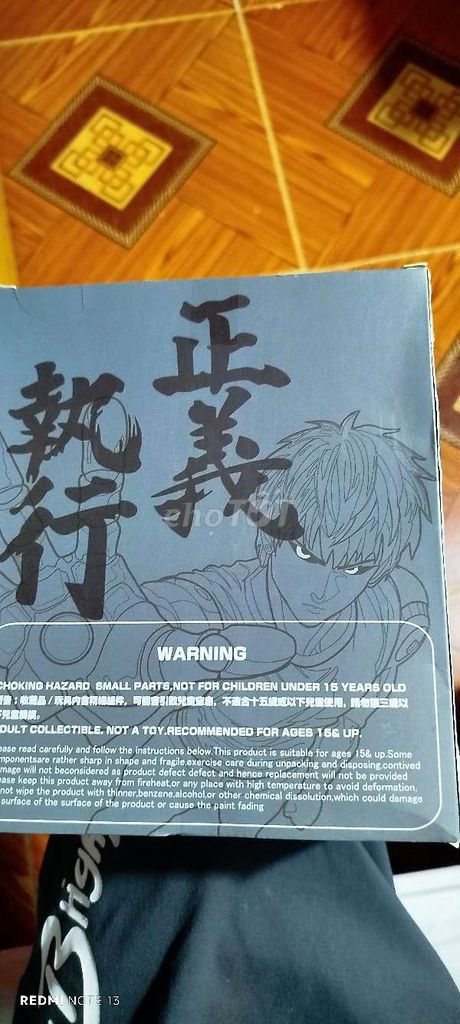 正義
執行
choTỐT
WARNING
CHOKING HAZARD SMALL PARTS,NOT FOR CHILDREN UNDER 15 YEARS OLD
ADULT COLLECTIBLE. NOT A TOY.RECOMMENDED FOR AGES 15& UP.
ease read carefully and follow the instructions below.This product is suitable for ages 15& up.Some
mponentsare rather sharp in shape and fragile.exercise care during unpacking and disposing.contived
mage will not beconsidered as product defect defect and hence replacement will not be provided
ease keep this product away from fireheat,or any place with high temperature to avoid deformation.
not wipe the product with thinner,benzene,alcohol,or other chemical dissolution,which could damage
surface of the surface of the product or cause the paint fading
REDMI NOTE 13